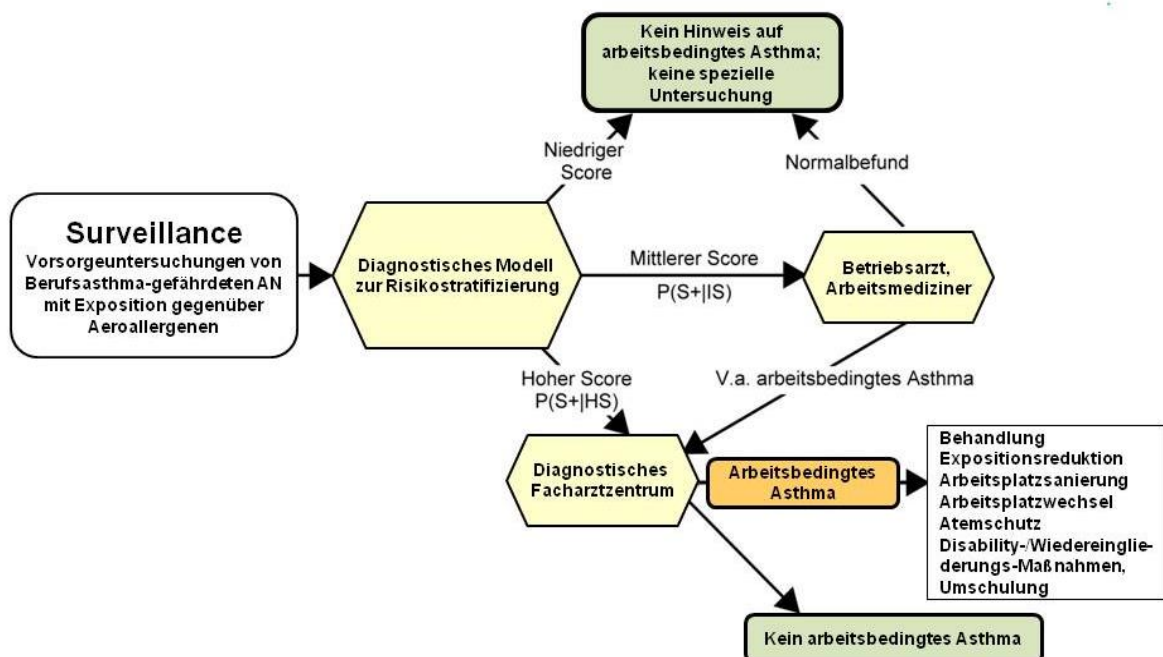 Kein Hinweis auf
arbeitsbedingtes Asthma;
keine spezielle
Untersuchung
Niedriger
Score
Normalbefund
Surveillance
Vorsorgeuntersuchungen von
Berufsasthma-gefährdeten AN
mit Exposition gegenüber
Aeroallergenen
Diagnostisches Modell
zur Risikostratifizierung
Mittlerer Score
P(S+|IS)
Betriebsarzt,
Arbeitsmediziner
Hoher Score
P(S+|HS)
V.a. arbeitsbedingtes Asthma
Diagnostisches
Facharztzentrum
Arbeitsbedingtes
Asthma
Behandlung
Expositionsreduktion
Arbeitsplatzsanierung
Arbeitsplatzwechsel
Atemschutz
Disability-/Wiedereinglie-
derungs-Maßnahmen,
Umschulung
Kein arbeitsbedingtes Asthma